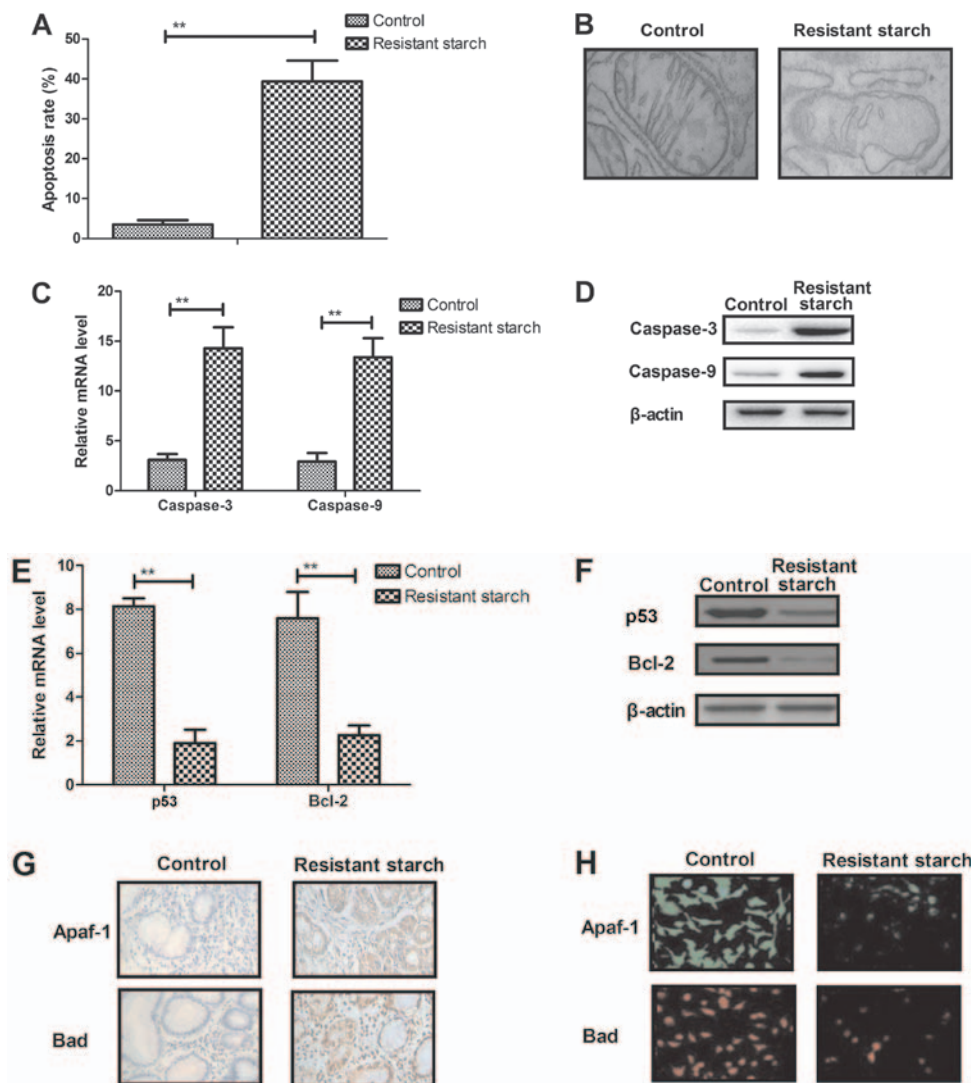 A
**
Control
Resistant starch
Apoptosis rate (%)
50
40
30
20
10
0
B
Control
Resistant starch
C
**
**
Control
Resistant starch
Relative mRNA level
20
15
10
5
0
Caspase-3
Caspase-9
D
Control
Resistant
starch
Caspase-3
Caspase-9
β-actin
E
**
**
Control
Resistant starch
Relative mRNA level
10
8
6
4
2
0
p53
Bcl-2
F
Control
Resistant
starch
p53
Bcl-2
β-actin
G
Control
Resistant starch
Apaf-1
Bad
H
Control
Resistant starch
Apaf-1
Bad